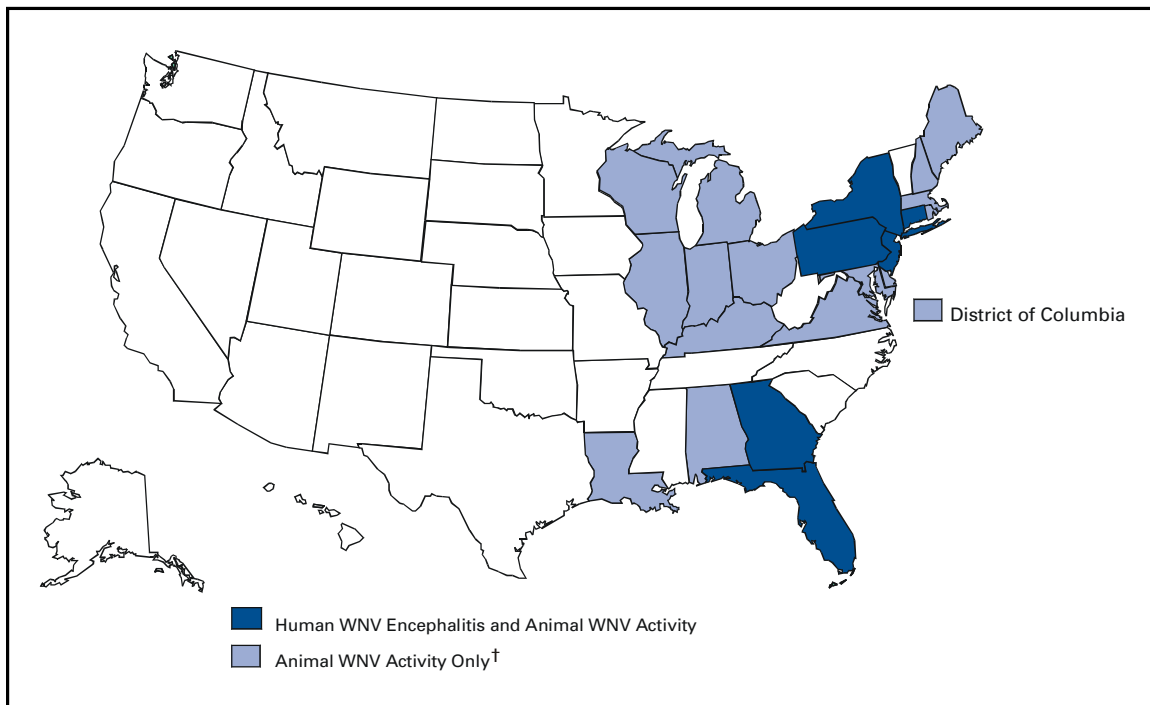 District of Columbia
Human WNV Encephalitis and Animal WNV Activity
Animal WNV Activity Only†